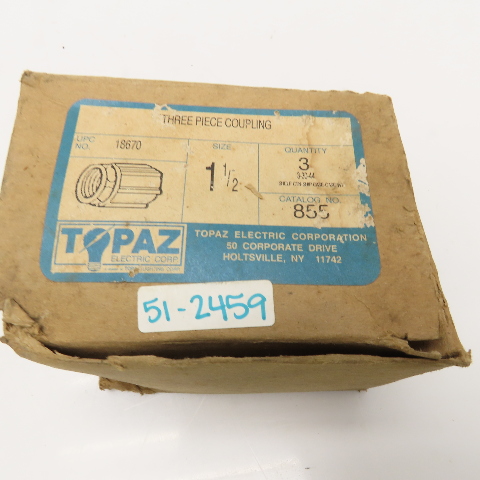 THREE PIECE COUPLING
UPC NO. 18670
SIZE 1 1/2
QUANTITY 3
CATALOG NO. 855
TOPAZ
ELECTRIC CORP.
TOPAZ ELECTRIC CORPORATION
50 CORPORATE DRIVE
HOLTSVILLE, NY 11742
51-2459